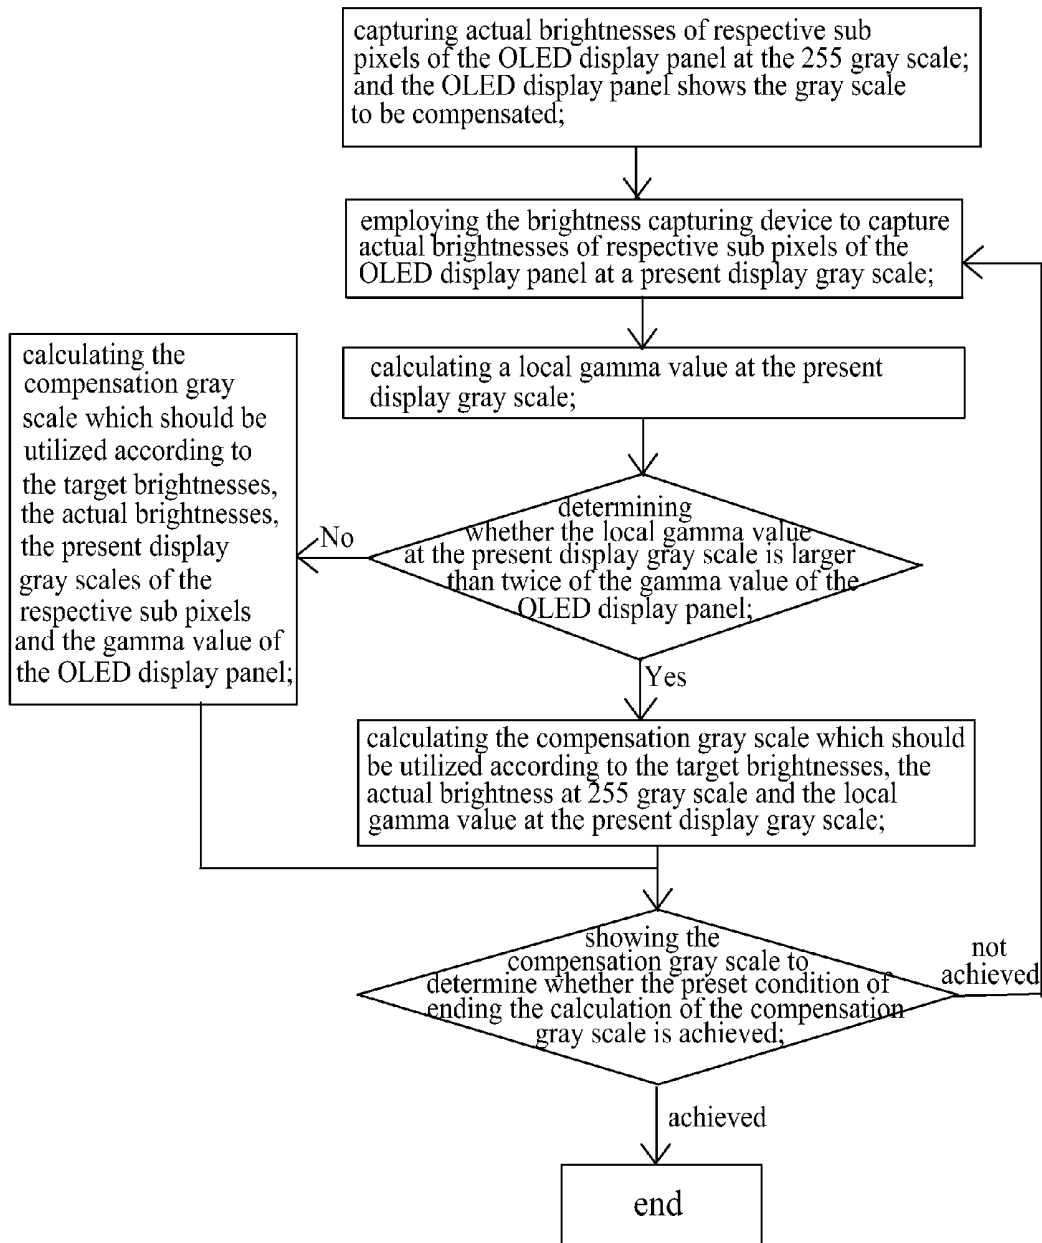 capturing actual brightnesses of respective sub
pixels of the OLED display panel at the 255 gray scale;
and the OLED display panel shows the gray scale
to be compensated;
employing the brightness capturing device to capture
actual brightnesses of respective sub pixels of the
OLED display panel at a present display gray scale;
calculating a local gamma value at the present
display gray scale;
determining
whether the local gamma value
at the present display gray scale is larger
than twice of the gamma value of the
OLED display panel;
No
calculating the
compensation gray
scale which should be
utilized according to
the target brightnesses,
the actual brightnesses,
the present display
gray scales of the
respective sub pixels
and the gamma value of
the OLED display panel;
Yes
calculating the compensation gray scale which should
be utilized according to the target brightnesses, the
actual brightness at 255 gray scale and the local
gamma value at the present display gray scale;
showing the
compensation gray scale to
determine whether the preset condition of
ending the calculation of the compensation
gray scale is achieved;
not
achieved
achieved
end